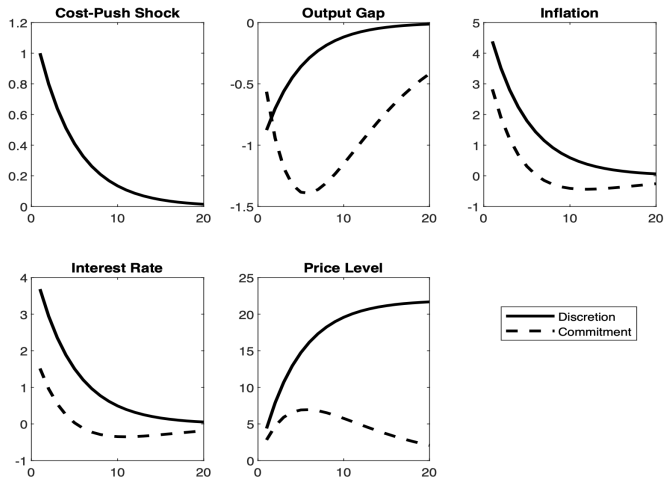 Cost-Push Shock
1.2
1
0.8
0.6
0.4
0.2
0
0 10 20
Output Gap
0
-0.5
-1
-1.5
0 10 20
Inflation
5
4
3
2
1
0
-1
0 10 20
Interest Rate
4
3
2
1
0
-1
0 10 20
Price Level
25
20
15
10
5
0
0 10 20
Discretion
Commitment